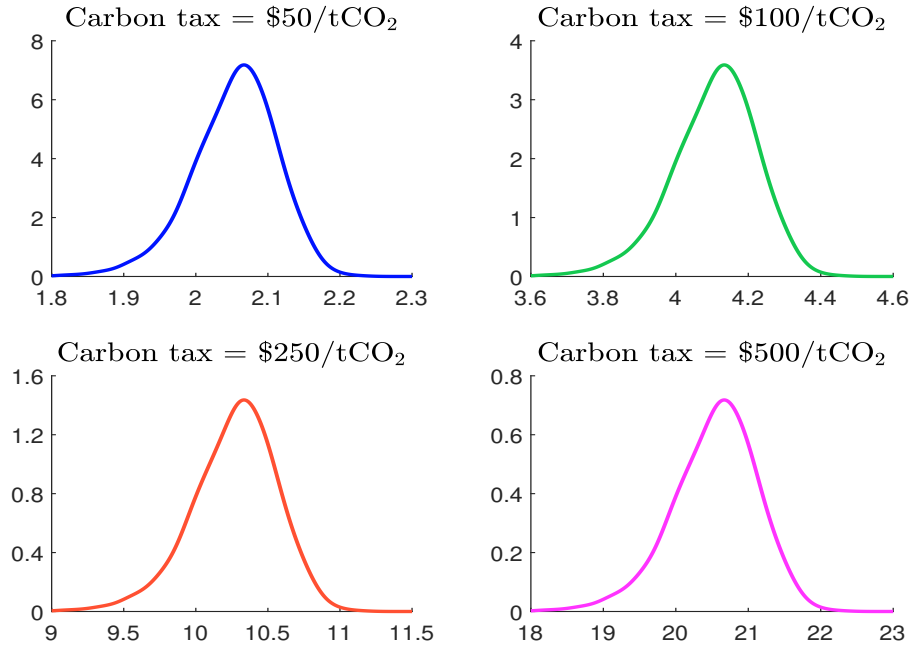 Carbon tax = $50/tCO₂
8
6
4
2
0
1.8 1.9 2 2.1 2.2 2.3
Carbon tax = $100/tCO₂
4
3
2
1
0
3.6 3.8 4 4.2 4.4 4.6
Carbon tax = $250/tCO₂
1.6
1.2
0.8
0.4
0
9 9.5 10 10.5 11 11.5
Carbon tax = $500/tCO₂
0.8
0.6
0.4
0.2
0
18 19 20 21 22 23